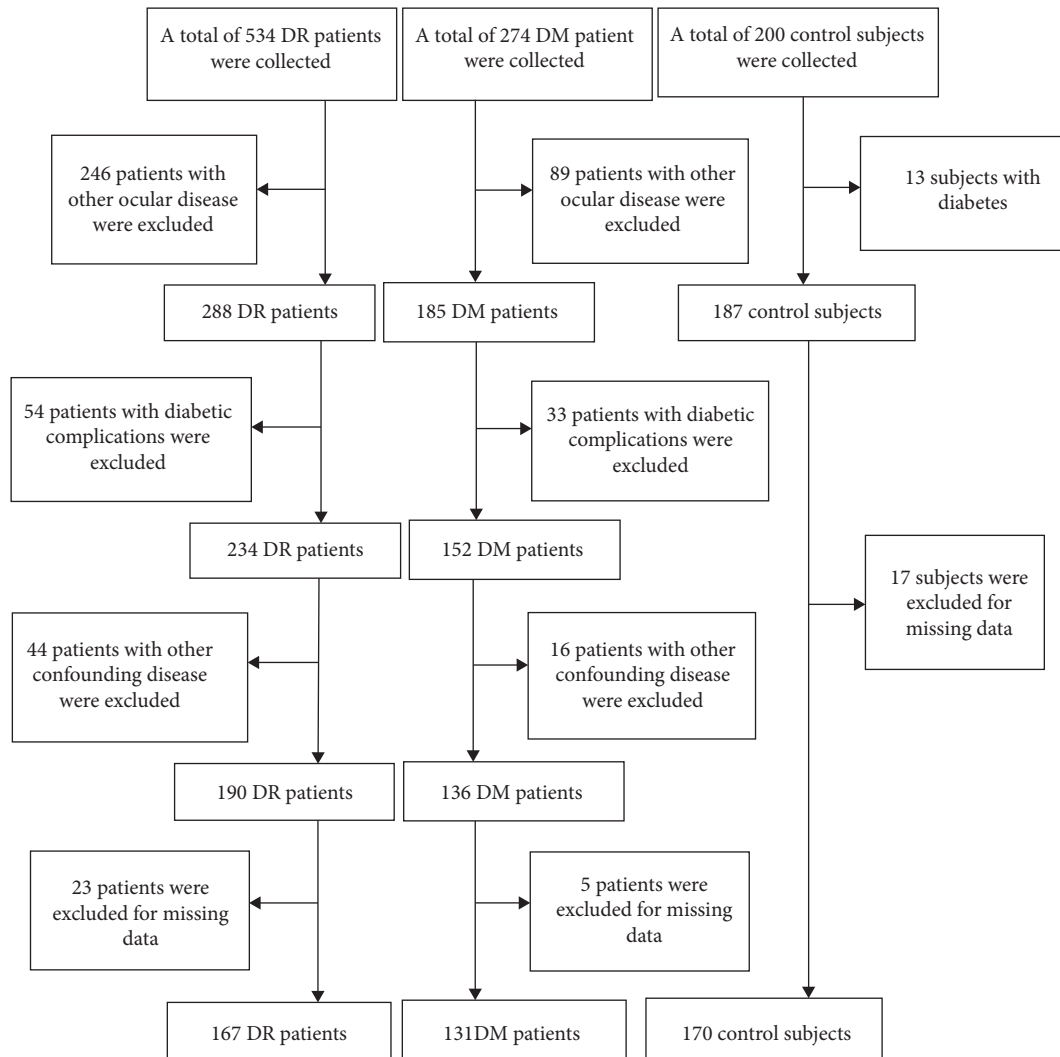 A total of 534 DR patients
were collected
A total of 274 DM patient
were collected
A total of 200 control subjects
were collected
246 patients with
other ocular disease
were excluded
89 patients with other
ocular disease were
excluded
13 subjects with
diabetes
288 DR patients
185 DM patients
187 control subjects
54 patients with diabetic
complications were
excluded
33 patients with diabetic
complications were
excluded
234 DR patients
152 DM patients
17 subjects were
excluded for
missing data
44 patients with other
confounding disease
were excluded
16 patients with other
confounding disease
were excluded
190 DR patients
136 DM patients
23 patients were
excluded for missing
data
5 patients were
excluded for missing
data
167 DR patients
131DM patients
170 control subjects